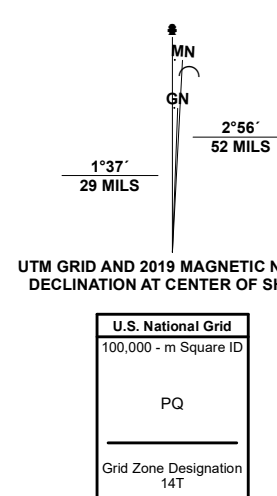 MN
GN
2°56´
52 MILS
1°37´
29 MILS
UTM GRID AND 2019 MAGNETIC N
DECLINATION AT CENTER OF SH
U.S. National Grid
100,000 - m Square ID
PQ
Grid Zone Designation
14T